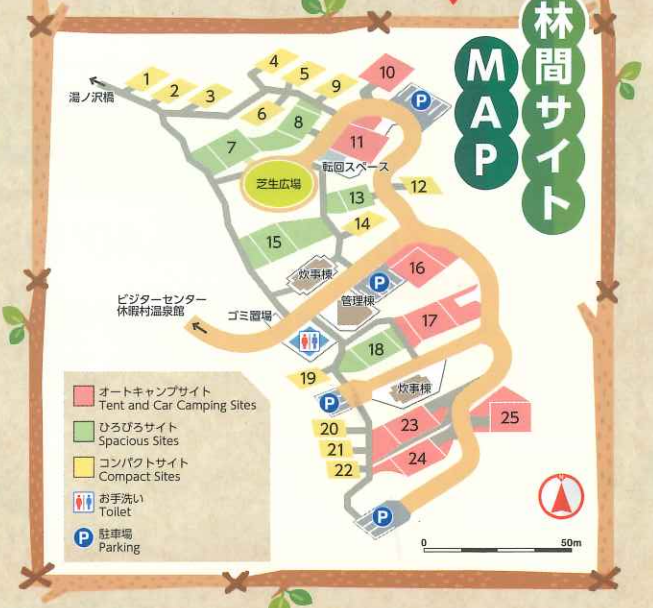 林間サイト
MAP
湯ノ沢橋
1
2
3
4
5
6
9
10
P
7
8
11
転回スペース
芝生広場
12
13
14
15
16
炊事棟
P
管理棟
ビジターセンター
休暇村温泉館
ゴミ置場
17
18
19
P
炊事棟
20
21
22
23
24
25
P
オートキャンプサイト
Tent and Car Camping Sites
ひろびろサイト
Spacious Sites
コンパクトサイト
Compact Sites
お手洗い
Toilet
P
駐車場
Parking
N
0 50m